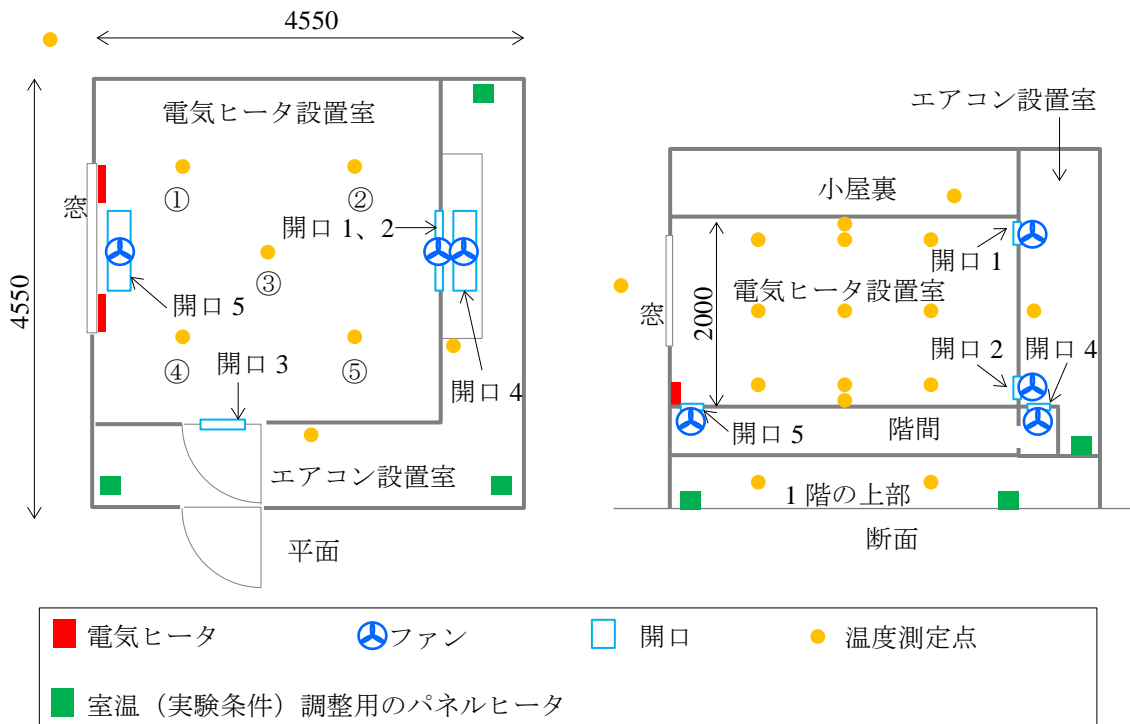 4550
4550
電気ヒータ設置室
窓
①
②
開口 1、2
③
開口 5
④
⑤
開口 3
開口 4
エアコン設置室
平面
エアコン設置室
小屋裏
開口 1
電気ヒータ設置室
窓
2000
開口 2
開口 4
開口 5
階間
1 階の上部
断面
電気ヒータ
ファン
開口
温度測定点
室温（実験条件）調整用のパネルヒータ